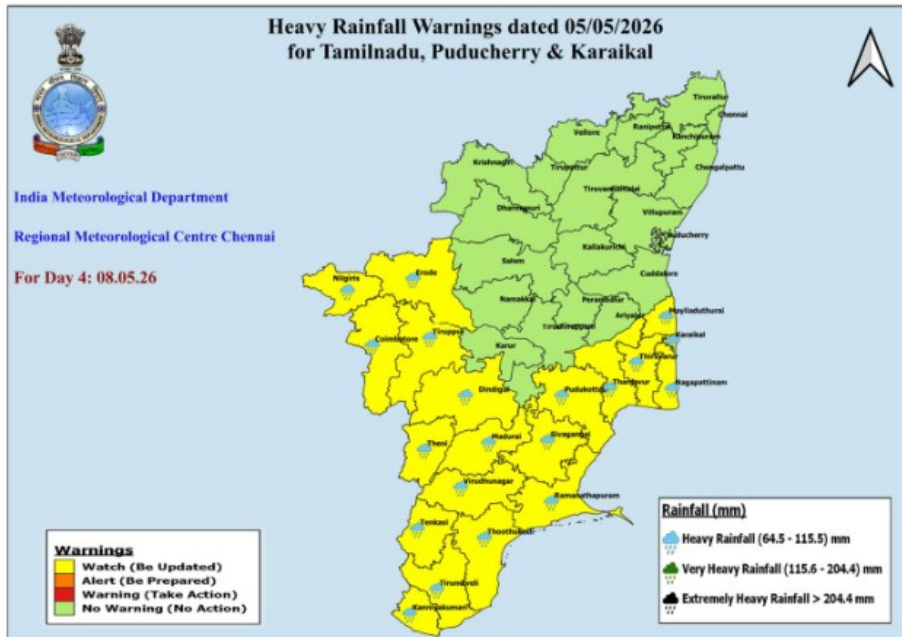 Heavy Rainfall Warnings dated 05/05/2026
for Tamilnadu, Puducherry & Karaikal
India Meteorological Department
Regional Meteorological Centre Chennai
For Day 4: 08.05.26
Tiruvallur
Chennai
Ranipattai
Vellore
Kanchipuram
Krishnagiri
Tirupattur
Chengalpattu
Tiruvannamalai
Dharmapuri
Villupuram
Puducherry
Kallakurichi
Salem
Cuddalore
Erode
Nilgiris
Namakkal
Perambalur
Ariyalur
Mayiladuthurai
Tiruchirappalli
Karaikal
Coimbatore
Tiruppur
Karur
Thiruvarur
Dindigal
Pudukottai
Thanjavur
Nagapattinam
Theni
Madurai
Sivagangai
Virudhunagar
Ramanathapuram
Tenkasi
Thoothukudi
Tirunelveli
Kanniyakumari
Warnings
Watch (Be Updated)
Alert (Be Prepared)
Warning (Take Action)
No Warning (No Action)
Rainfall (mm)
Heavy Rainfall (64.5 - 115.5) mm
Very Heavy Rainfall (115.6 - 204.4) mm
Extremely Heavy Rainfall > 204.4 mm